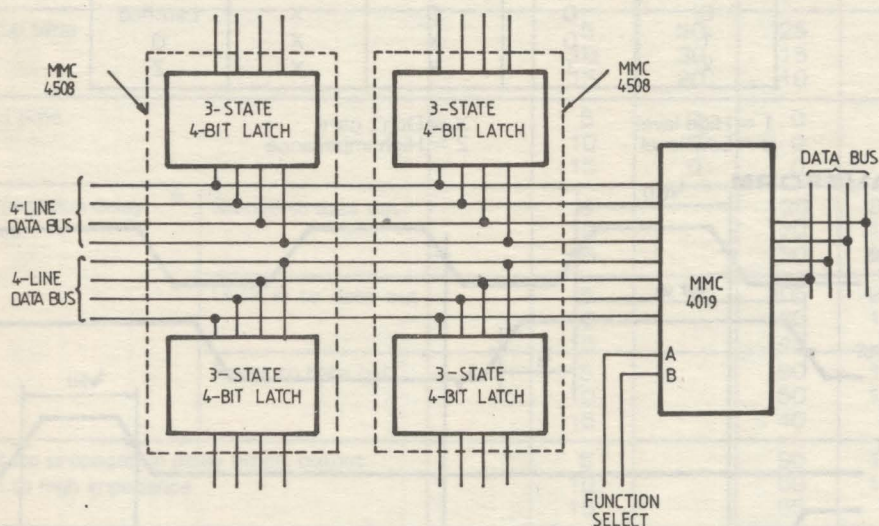 MMC
4508
3-STATE
4-BIT LATCH
3-STATE
4-BIT LATCH
MMC
4508
4-LINE
DATA BUS
4-LINE
DATA BUS
DATA BUS
MMC
4019
A
B
3-STATE
4-BIT LATCH
3-STATE
4-BIT LATCH
FUNCTION
SELECT